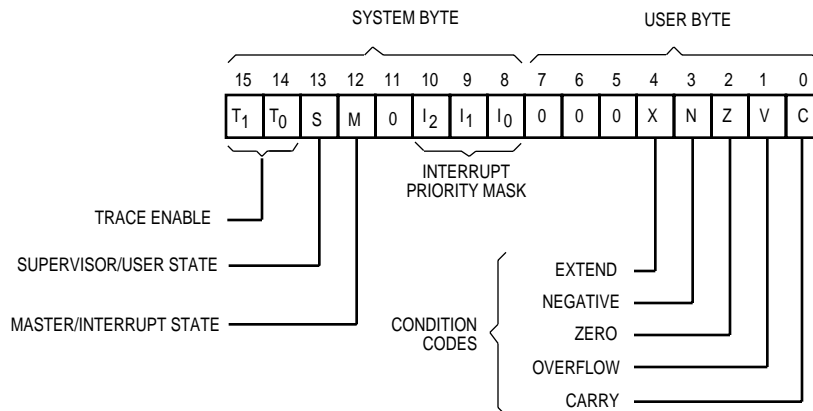 SYSTEM BYTE USER BYTE
15 14 13 12 11 10 9 8 7 6 5 4 3 2 1 0
T1 T0 S M 0 I2 I1 I0 0 0 0 X N Z V C
INTERRUPT
PRIORITY MASK
TRACE ENABLE
SUPERVISOR/USER STATE
MASTER/INTERRUPT STATE
CONDITION
CODES
EXTEND
NEGATIVE
ZERO
OVERFLOW
CARRY